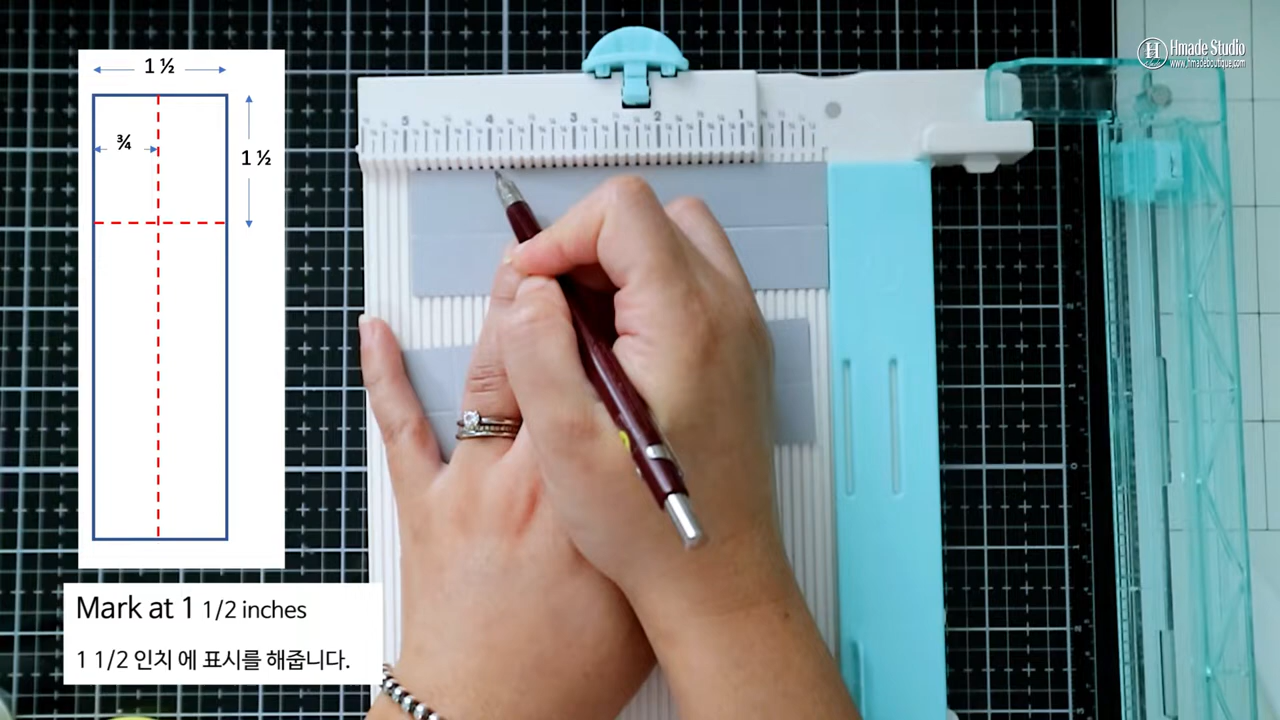 1 ½
¾
1 ½
Mark at 1 1/2 inches
1 1/2 인치 에 표시를 해줍니다.
5 4 3 2 1
H
Hmade Studio
www.hmadeboutique.com